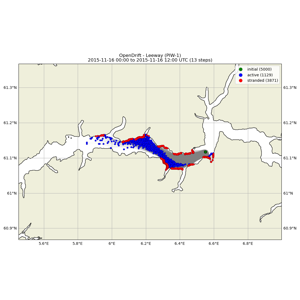 OpenDrift - Leeway (PIW-1)
2015-11-16 00:00 to 2015-11-16 12:00 UTC (13 steps)
initial (5000)
active (1129)
stranded (3871)
61.3°N
61.2°N
61.1°N
61°N
60.9°N
5.6°E
5.8°E
6°E
6.2°E
6.4°E
6.6°E
6.8°E